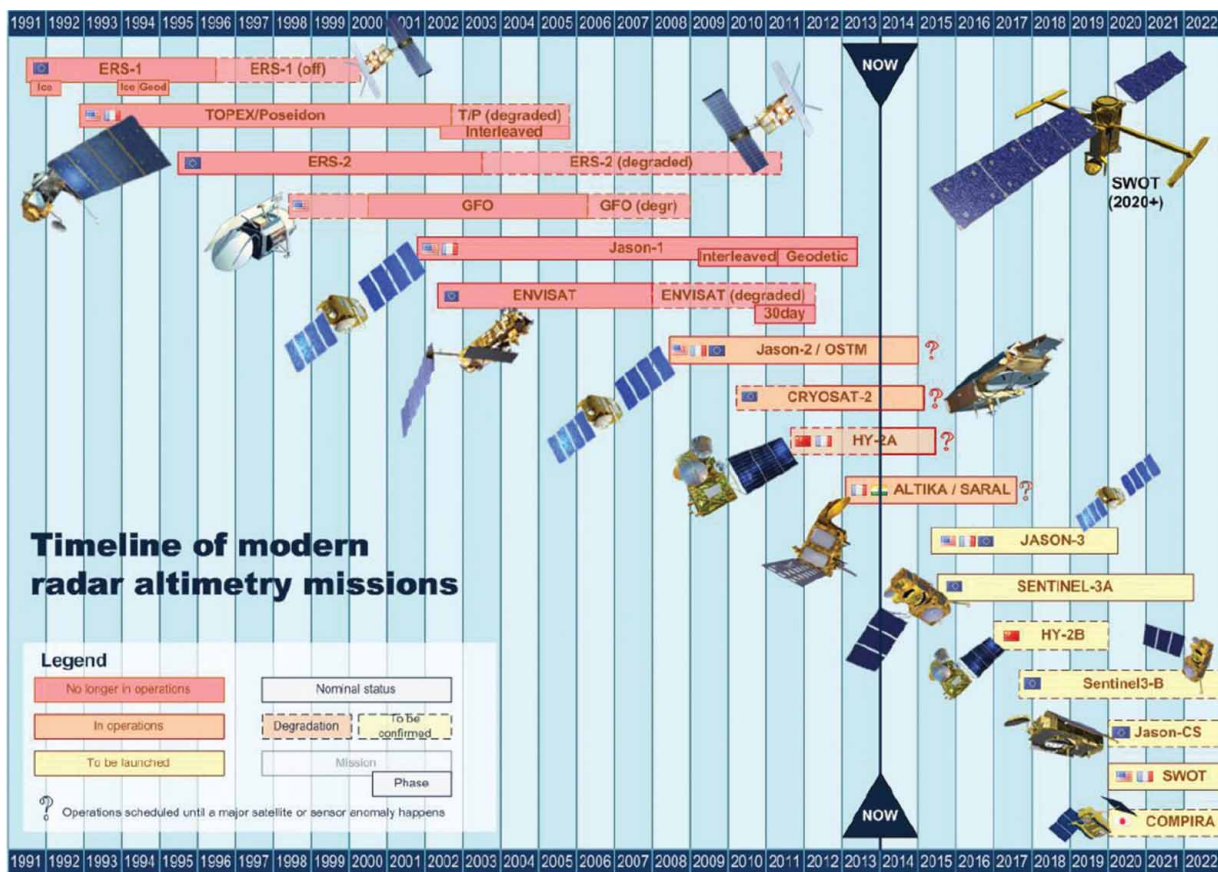 1991 1992 1993 1994 1995 1996 1997 1998 1999 2000 2001 2002 2003 2004 2005 2006 2007 2008 2009 2010 2011 2012 2013 2014 2015 2016 2017 2018 2019 2020 2021 2022
NOW
ERS-1 ERS-1 (off)
Ice Ice Geod
TOPEX/Poseidon T/P (degraded)
Interleaved
ERS-2 ERS-2 (degraded)
SWOT
(2020+)
GFO GFO (degr)
Jason-1
Interleaved Geodetic
ENVISAT ENVISAT (degraded)
30day
Jason-2 / OSTM ?
CRYOSAT-2 ?
HY-2A ?
ALTIKA / SARAL ?
JASON-3
SENTINEL-3A
HY-2B
Sentinel3-B
Jason-CS
SWOT
COMPIRA
Timeline of modern
radar altimetry missions
Legend
No longer in operations
In operations
To be launched
Nominal status
Degradation
To be
confirmed
Mission
Phase
? Operations scheduled until a major satellite or sensor anomaly happens
NOW
1991 1992 1993 1994 1995 1996 1997 1998 1999 2000 2001 2002 2003 2004 2005 2006 2007 2008 2009 2010 2011 2012 2013 2014 2015 2016 2017 2018 2019 2020 2021 2022